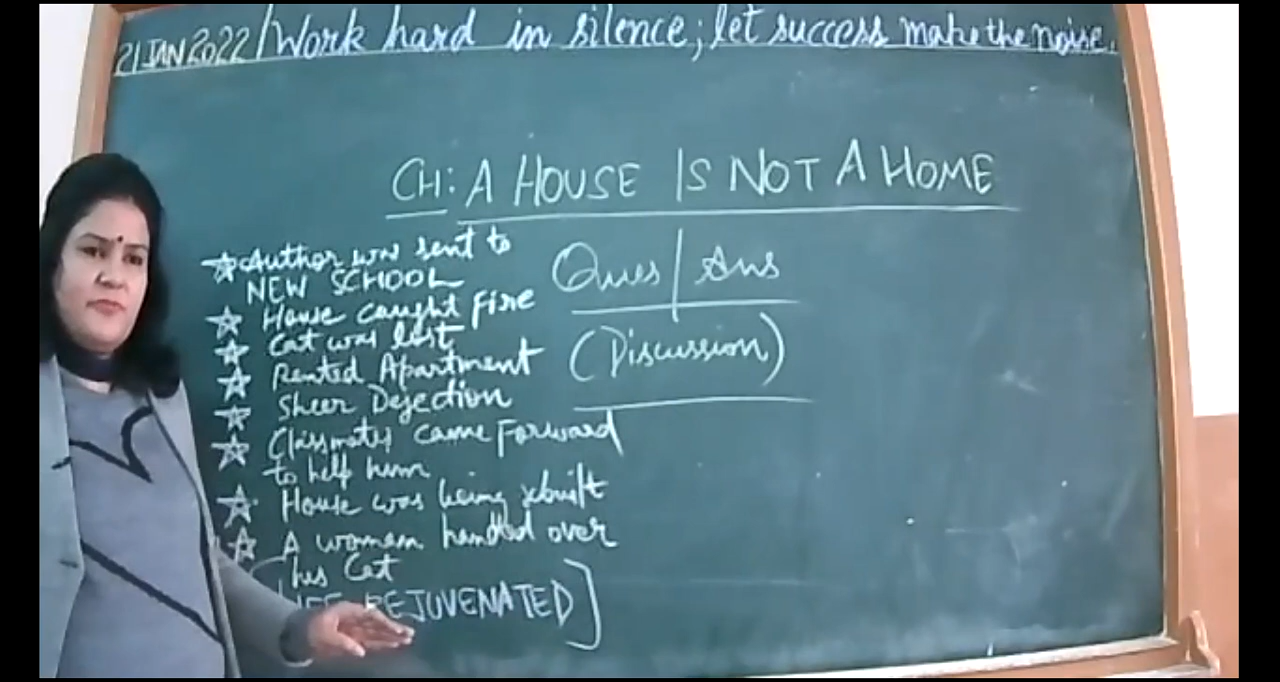 21 JAN 2022 / Work hard in silence; let success make the noise.
CH: A HOUSE IS NOT A HOME
Ques / Ans
(Discussion)
☆ Author was sent to
NEW SCHOOL
☆ House caught fire
☆ Cat was lost
☆ Rented Apartment
☆ Sheer Dejection
☆ Classmates came forward
to help him
☆ House was being rebuilt
☆ A woman handed over
his Cat
REJUVENATED]